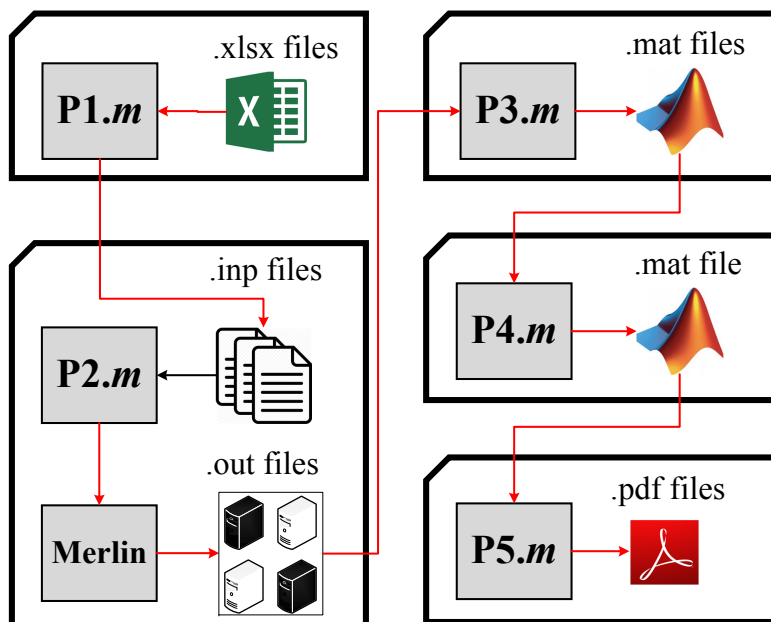 .xlsx files
P1.m
X
.inp files
P2.m
.out files
Merlin
.mat files
P3.m
.mat file
P4.m
.pdf files
P5.m